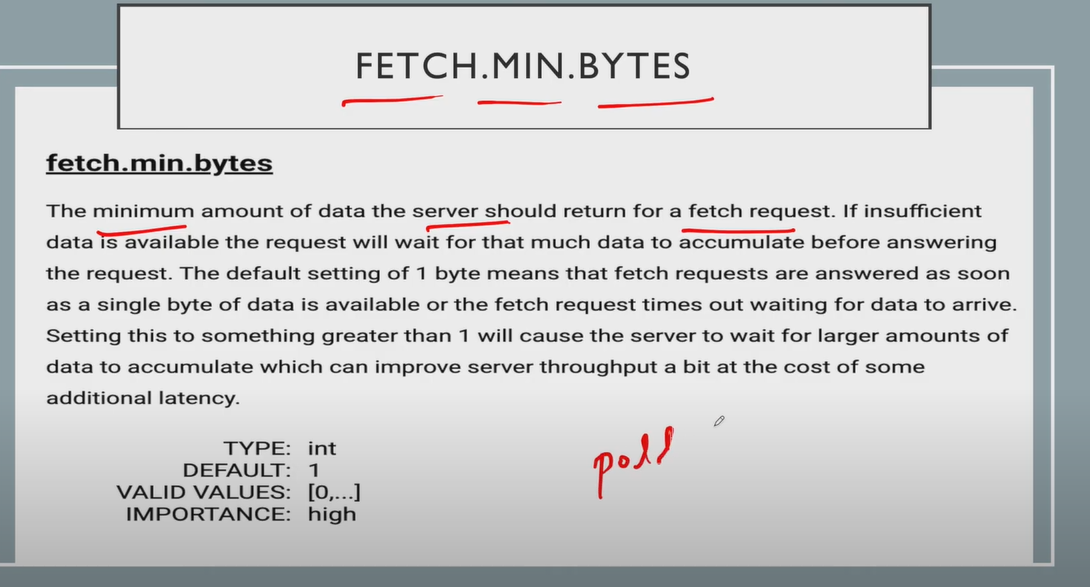 FETCH.MIN.BYTES
fetch.min.bytes
The minimum amount of data the server should return for a fetch request. If insufficient
data is available the request will wait for that much data to accumulate before answering
the request. The default setting of 1 byte means that fetch requests are answered as soon
as a single byte of data is available or the fetch request times out waiting for data to arrive.
Setting this to something greater than 1 will cause the server to wait for larger amounts of
data to accumulate which can improve server throughput a bit at the cost of some
additional latency.
TYPE: int
DEFAULT: 1
VALID VALUES: [0,...]
IMPORTANCE: high
poll